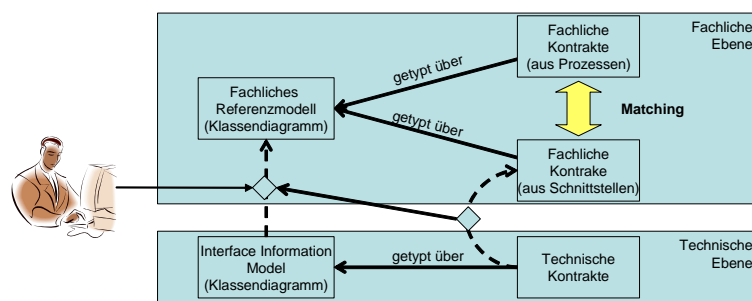 Fachliche
Ebene
Fachliche
Kontrakte
(aus Prozessen)
getypt über
Fachliches
Referenzmodell
(Klassendiagramm)
Matching
getypt über
Fachliche
Kontrake
(aus Schnittstellen)
Technische
Ebene
Interface Information
Model
(Klassendiagramm)
getypt über
Technische
Kontrakte